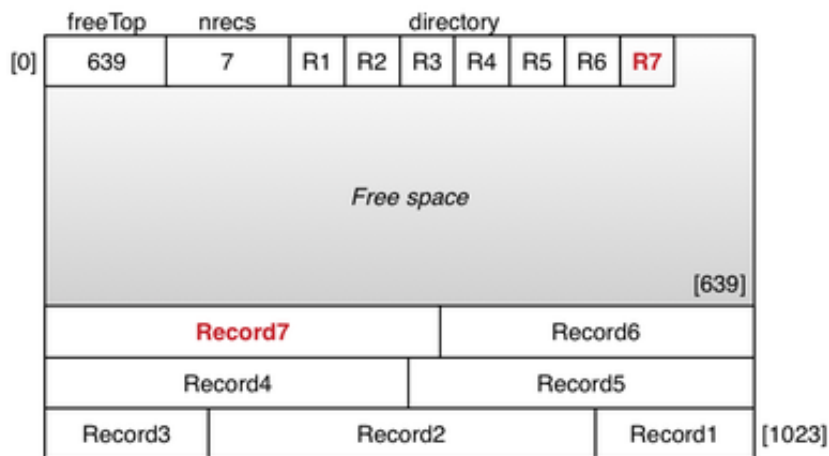 freeTop nrecs directory
[0] 639 7 R1 R2 R3 R4 R5 R6 R7
Free space
[639]
Record7 Record6
Record4 Record5
Record3 Record2 Record1 [1023]